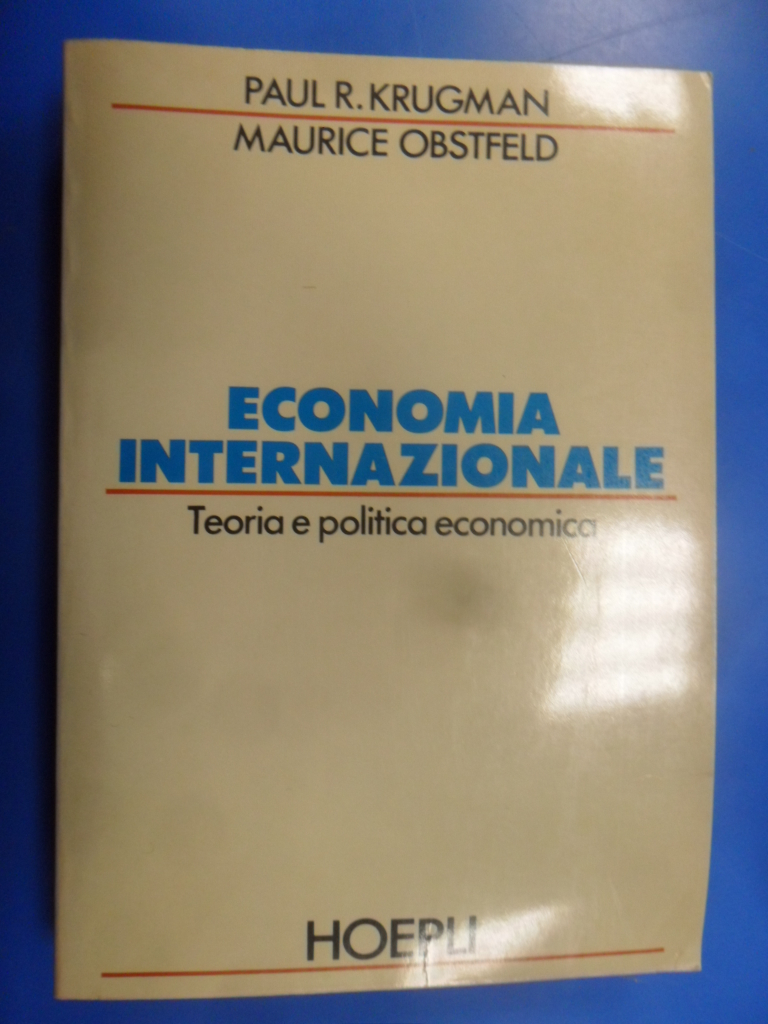 PAUL R. KRUGMAN
MAURICE OBSTFELD
ECONOMIA
INTERNAZIONALE
Teoria e politica economica
HOEPLI